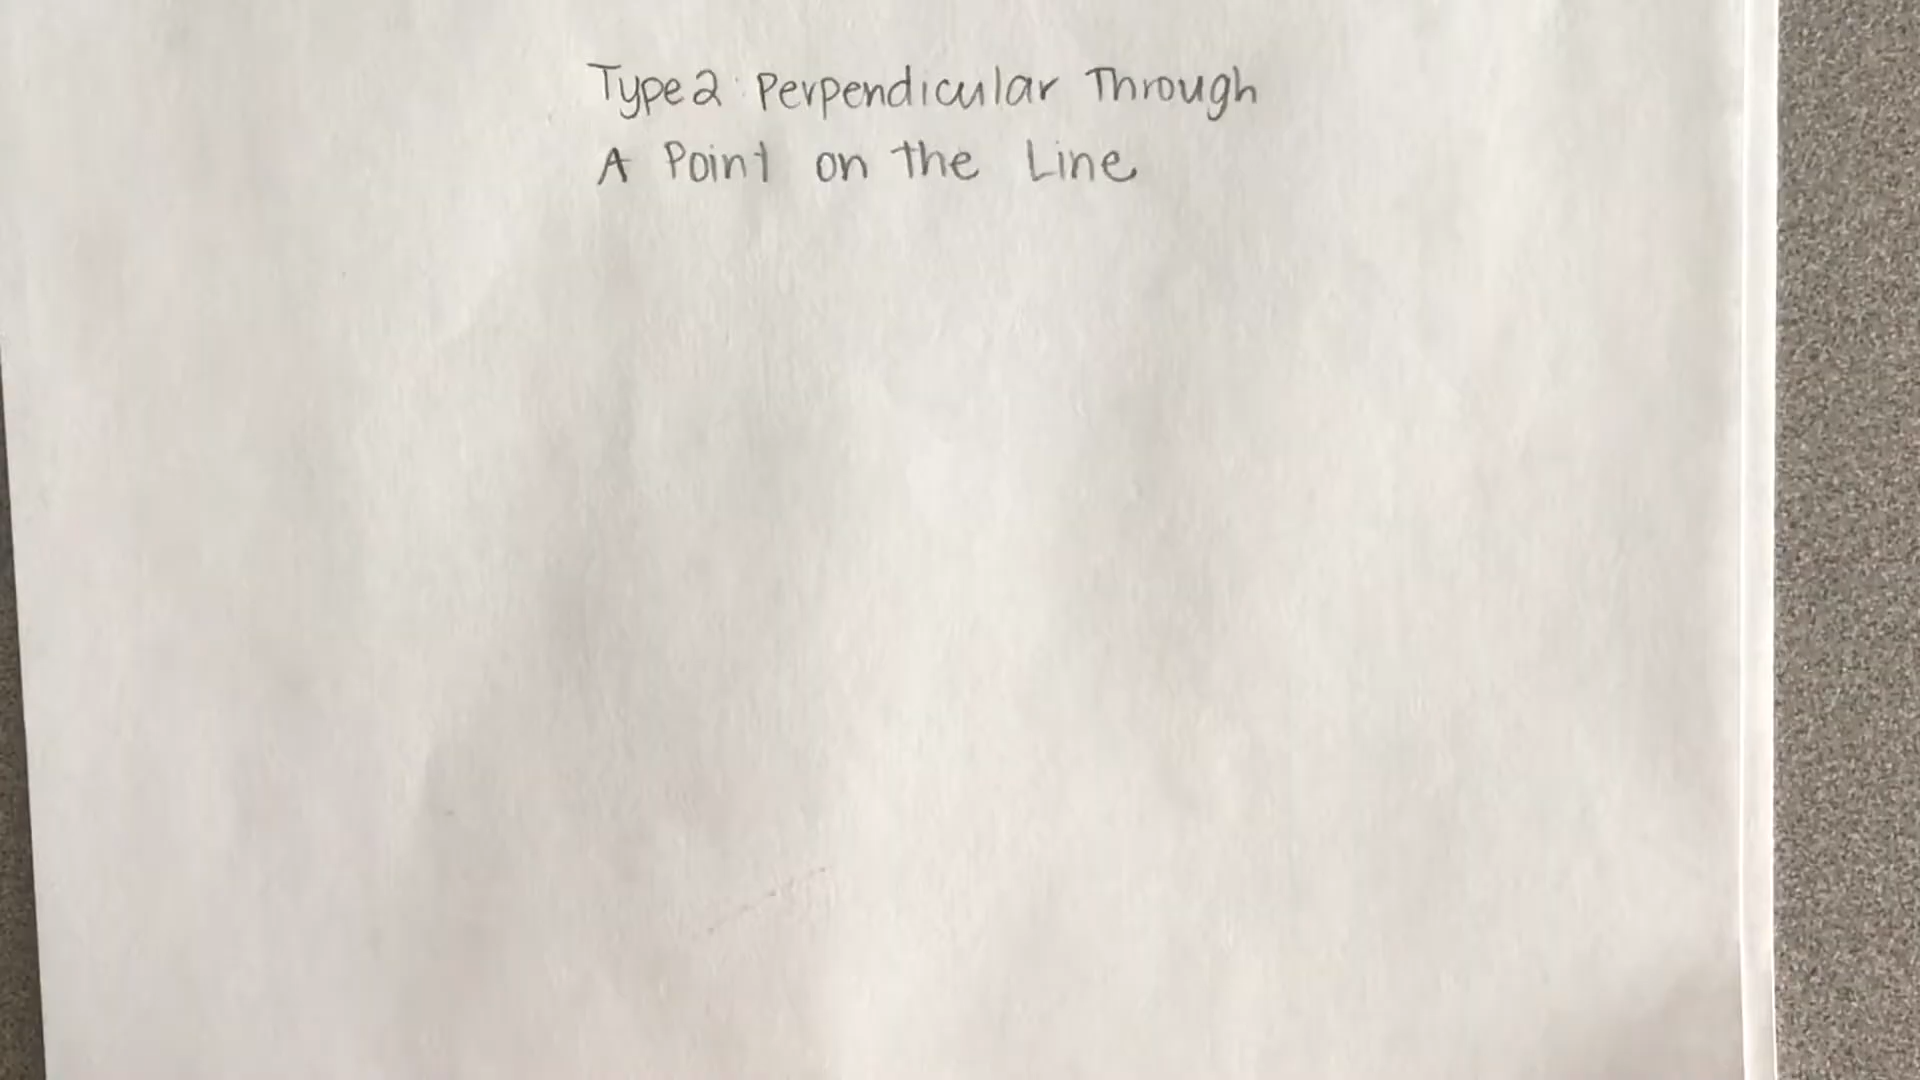 Type 2: Perpendicular Through
A Point on the Line